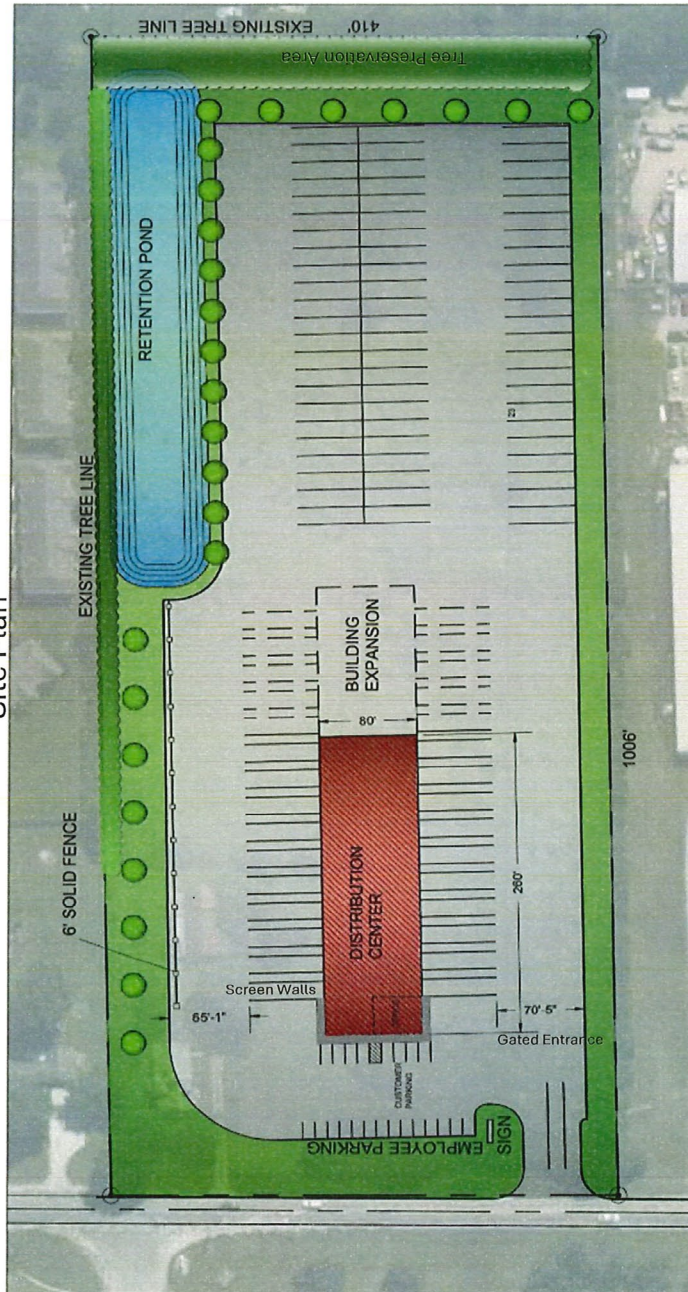 Site Plan
410'
EXISTING TREE LINE
Tree Preservation Area
RETENTION POND
EXISTING TREE LINE
6' SOLID FENCE
23
BUILDING
EXPANSION
80'
DISTRIBUTION
CENTER
260'
1006'
Screen Walls
65'-1"
70'-5"
Gated Entrance
CUSTOMER
PARKING
EMPLOYEE PARKING
SIGN